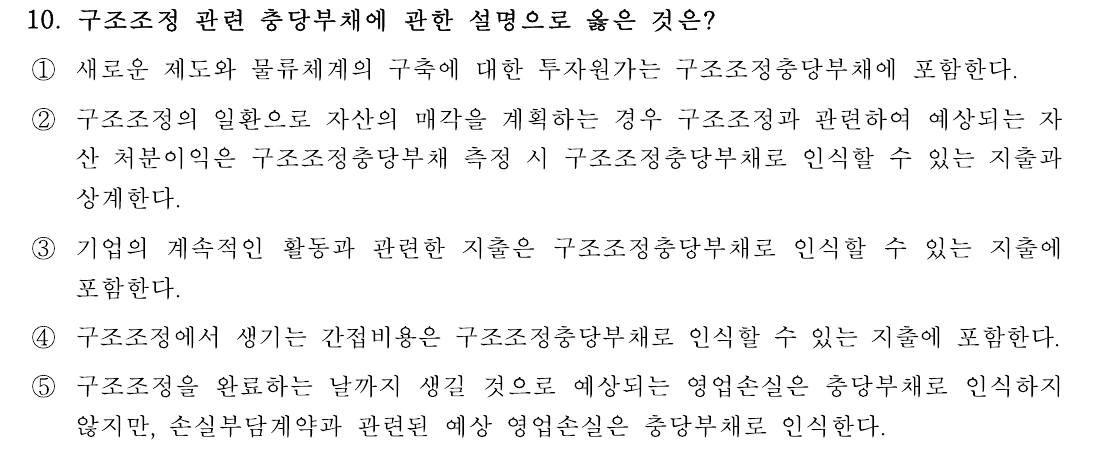 10. 구조조정 관련 충당부채에 관한 설명으로 옳은 것은?
① 새로운 제도와 물류체계의 구축에 대한 투자원가는 구조조정충당부채에 포함한다.
② 구조조정의 일환으로 자산의 매각을 계획하는 경우 구조조정과 관련하여 예상되는 자
산 처분이익은 구조조정충당부채 측정 시 구조조정충당부채로 인식할 수 있는 지출과
상계한다.
③ 기업의 계속적인 활동과 관련한 지출은 구조조정충당부채로 인식할 수 있는 지출에
포함한다.
④ 구조조정에서 생기는 간접비용은 구조조정충당부채로 인식할 수 있는 지출에 포함한다.
⑤ 구조조정을 완료하는 날까지 생길 것으로 예상되는 영업손실은 충당부채로 인식하지
않지만, 손실부담계약과 관련된 예상 영업손실은 충당부채로 인식한다.